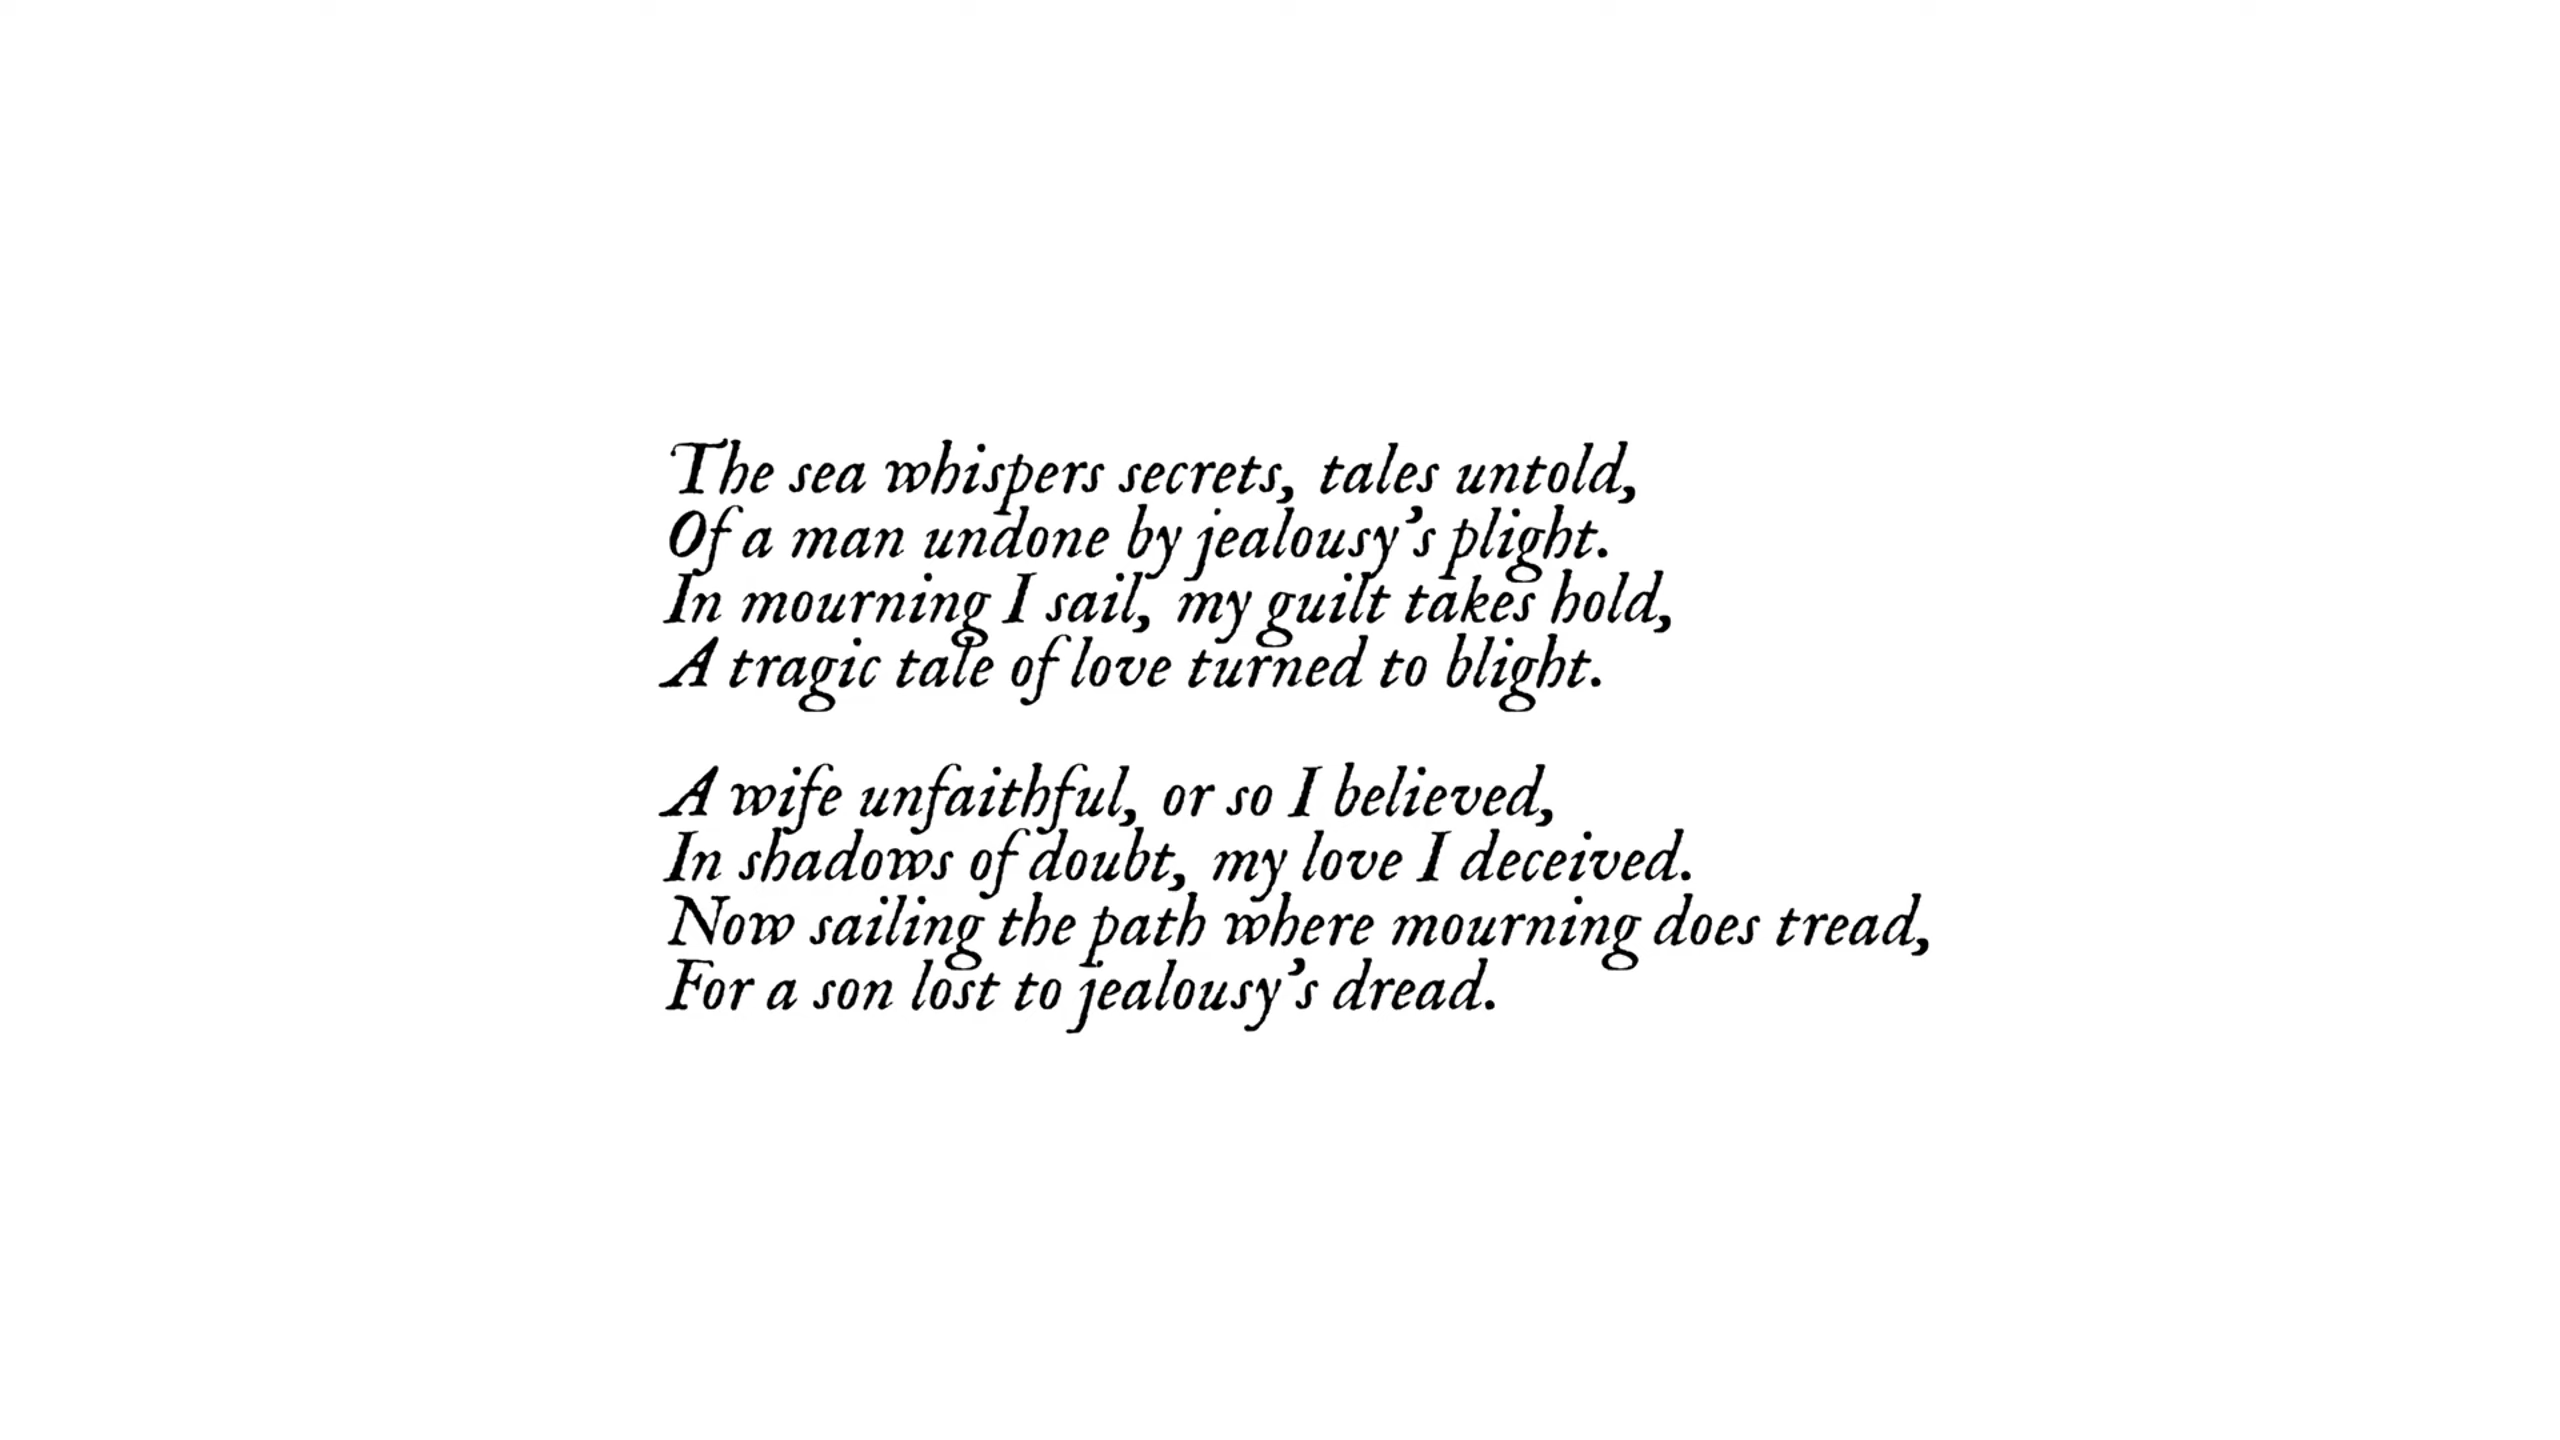 The sea whispers secrets, tales untold,
Of a man undone by jealousy’s plight.
In mourning I sail, my guilt takes hold,
A tragic tale of love turned to blight.
A wife unfaithful, or so I believed,
In shadows of doubt, my love I deceived.
Now sailing the path where mourning does tread,
For a son lost to jealousy’s dread.